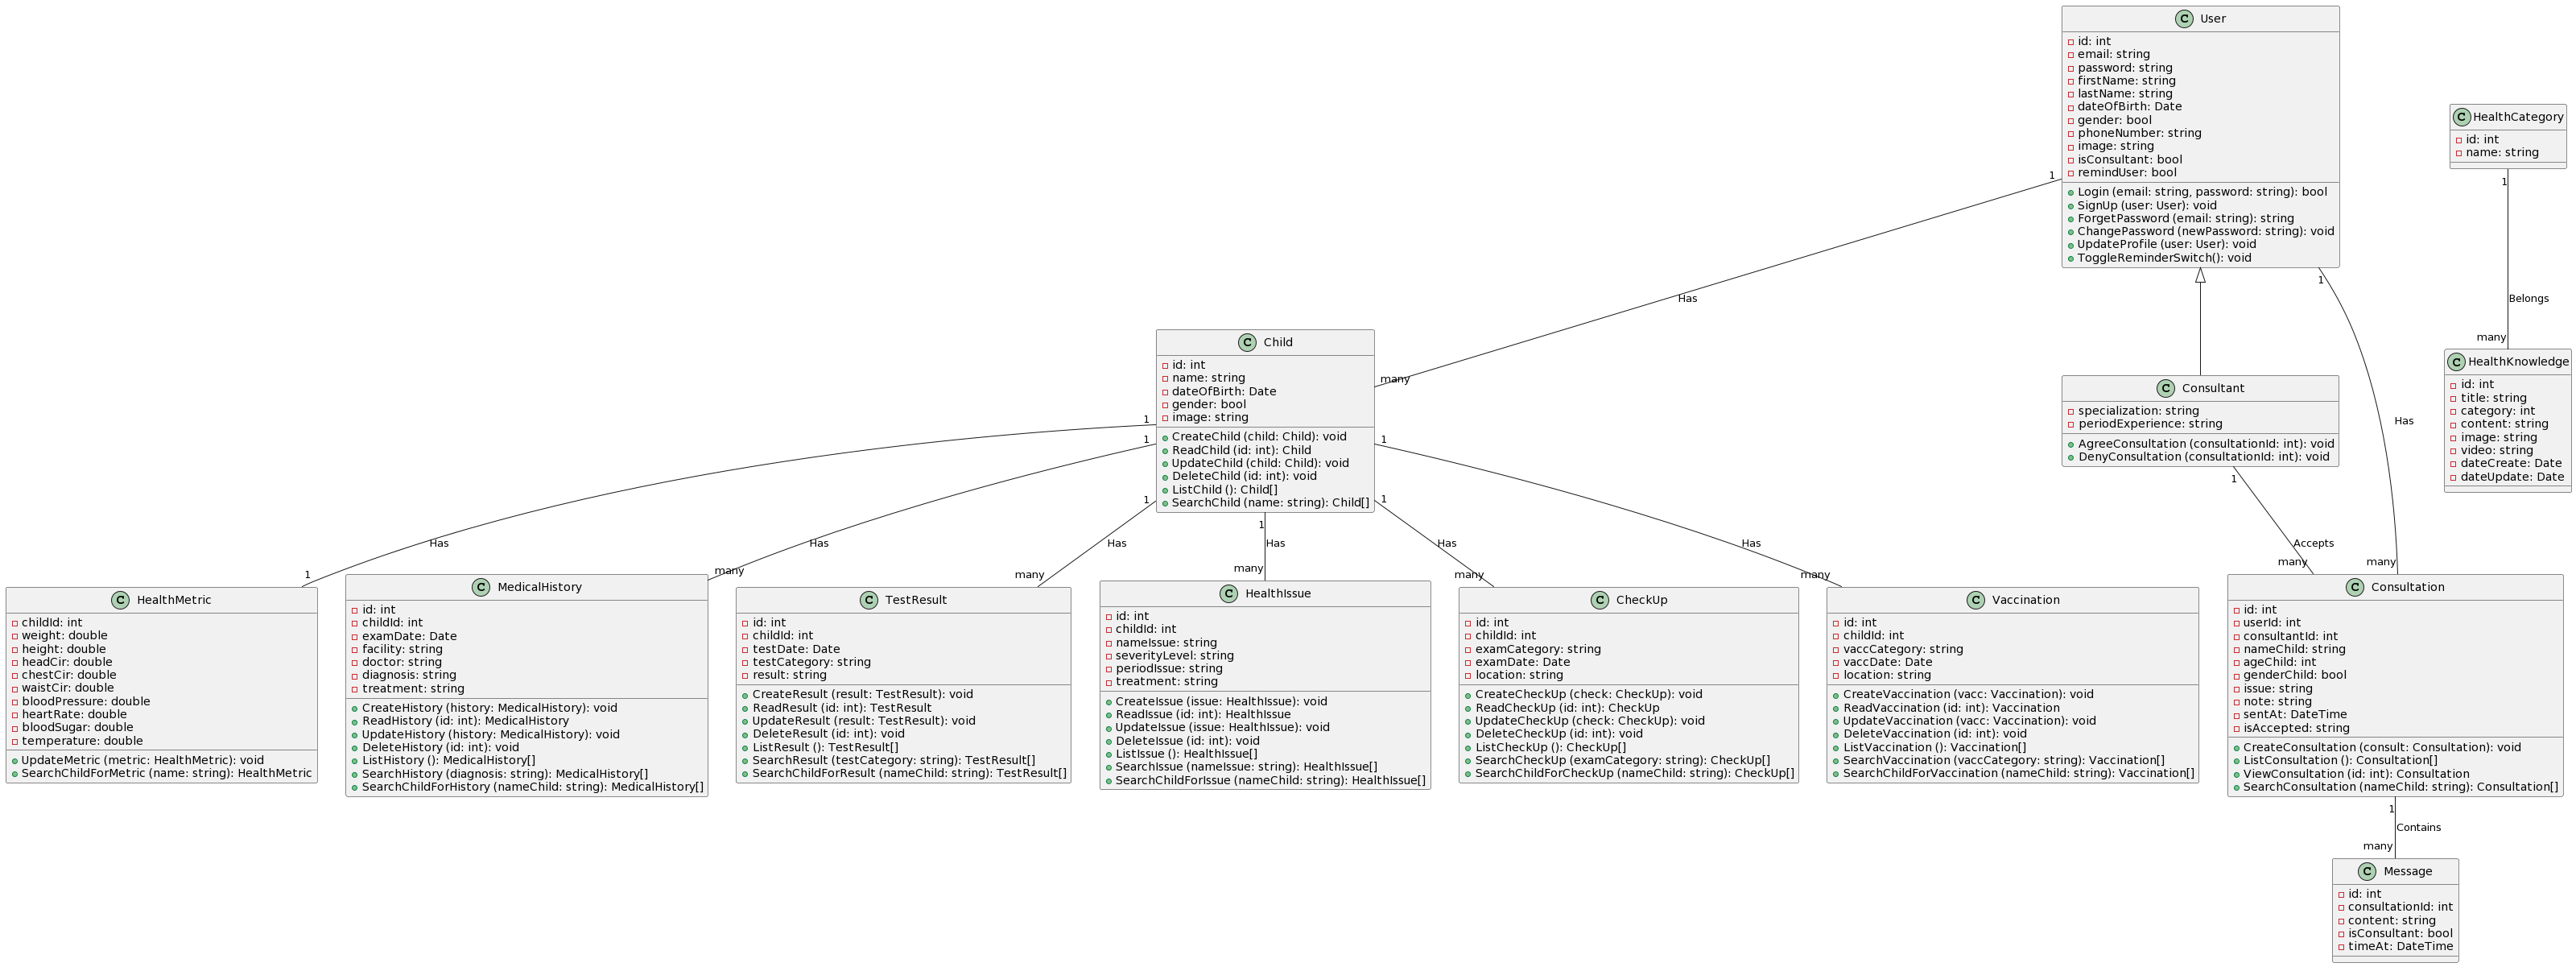 C User
id: int
email: string
password: string
firstName: string
lastName: string
dateOfBirth: Date
gender: bool
phoneNumber: string
image: string
isConsultant: bool
remindUser: bool
Login (email: string, password: string): bool
SignUp (user: User): void
ForgetPassword (email: string): string
ChangePassword (newPassword: string): void
UpdateProfile (user: User): void
ToggleReminderSwitch(): void
C HealthCategory
id: int
name: string
1
1
1
1
Has
Belongs
many
many
C Child
id: int
name: string
dateOfBirth: Date
gender: bool
image: string
CreateChild (child: Child): void
ReadChild (id: int): Child
UpdateChild (child: Child): void
DeleteChild (id: int): void
ListChild (): Child[]
SearchChild (name: string): Child[]
C Consultant
specialization: string
periodExperience: string
AgreeConsultation (consultationId: int): void
DenyConsultation (consultationId: int): void
Has
C HealthKnowledge
id: int
title: string
category: int
content: string
image: string
video: string
dateCreate: Date
dateUpdate: Date
1
1
1
1
1
1
1
Has
Has
Has
Has
Has
Has
Accepts
1
many
many
many
many
many
many
many
C HealthMetric
childId: int
weight: double
height: double
headCir: double
chestCir: double
waistCir: double
bloodPressure: double
heartRate: double
bloodSugar: double
temperature: double
UpdateMetric (metric: HealthMetric): void
SearchChildForMetric (name: string): HealthMetric
C MedicalHistory
id: int
childId: int
examDate: Date
facility: string
doctor: string
diagnosis: string
treatment: string
CreateHistory (history: MedicalHistory): void
ReadHistory (id: int): MedicalHistory
UpdateHistory (history: MedicalHistory): void
DeleteHistory (id: int): void
ListHistory (): MedicalHistory[]
SearchHistory (diagnosis: string): MedicalHistory[]
SearchChildForHistory (nameChild: string): MedicalHistory[]
C TestResult
id: int
childId: int
testDate: Date
testCategory: string
result: string
CreateResult (result: TestResult): void
ReadResult (id: int): TestResult
UpdateResult (result: TestResult): void
DeleteResult (id: int): void
ListResult (): TestResult[]
SearchResult (testCategory: string): TestResult[]
SearchChildForResult (nameChild: string): TestResult[]
C HealthIssue
id: int
childId: int
nameIssue: string
severityLevel: string
periodIssue: string
treatment: string
CreateIssue (issue: HealthIssue): void
ReadIssue (id: int): HealthIssue
UpdateIssue (issue: HealthIssue): void
DeleteIssue (id: int): void
ListIssue (): HealthIssue[]
SearchIssue (nameIssue: string): HealthIssue[]
SearchChildForIssue (nameChild: string): HealthIssue[]
C CheckUp
id: int
childId: int
examCategory: string
examDate: Date
location: string
CreateCheckUp (check: CheckUp): void
ReadCheckUp (id: int): CheckUp
UpdateCheckUp (check: CheckUp): void
DeleteCheckUp (id: int): void
ListCheckUp (): CheckUp[]
SearchCheckUp (examCategory: string): CheckUp[]
SearchChildForCheckUp (nameChild: string): CheckUp[]
C Vaccination
id: int
childId: int
vaccCategory: string
vaccDate: Date
location: string
CreateVaccination (vacc: Vaccination): void
ReadVaccination (id: int): Vaccination
UpdateVaccination (vacc: Vaccination): void
DeleteVaccination (id: int): void
ListVaccination (): Vaccination[]
SearchVaccination (vaccCategory: string): Vaccination[]
SearchChildForVaccination (nameChild: string): Vaccination[]
C Consultation
id: int
userId: int
consultantId: int
nameChild: string
ageChild: int
genderChild: bool
issue: string
note: string
sentAt: DateTime
isAccepted: string
CreateConsultation (consult: Consultation): void
ListConsultation (): Consultation[]
ViewConsultation (id: int): Consultation
SearchConsultation (nameChild: string): Consultation[]
1
Contains
many
C Message
id: int
consultationId: int
content: string
isConsultant: bool
timeAt: DateTime